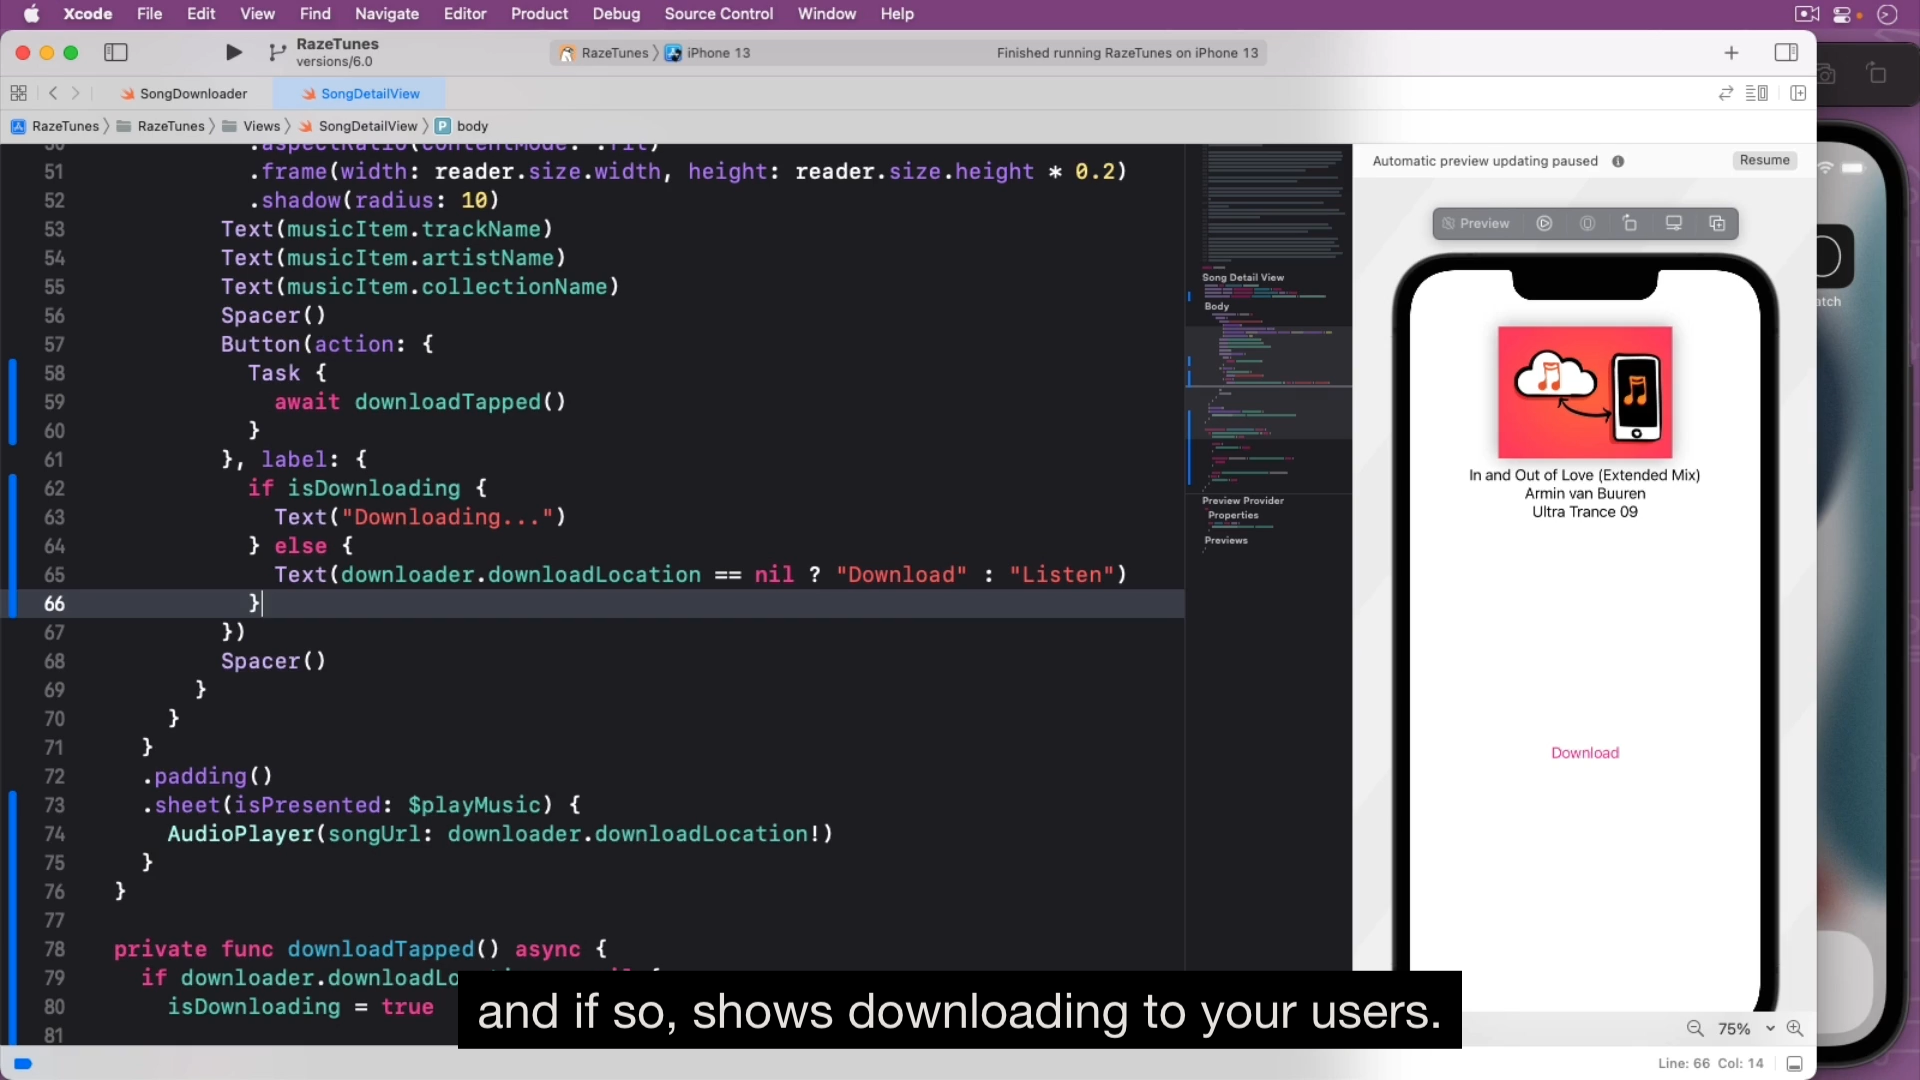 Xcode File Edit View Find Navigate Editor Product Debug Source Control Window Help
RazeTunes
versions/6.0
RazeTunes
iPhone 13
Finished running RazeTunes on iPhone 13
SongDownloader
SongDetailView
RazeTunes
RazeTunes
Views
SongDetailView
P body
51 .frame(width: reader.size.width, height: reader.size.height * 0.2)
52 .shadow(radius: 10)
53 Text(musicItem.trackName)
54 Text(musicItem.artistName)
55 Text(musicItem.collectionName)
56 Spacer()
57 Button(action: {
58 Task {
59 await downloadTapped()
60 }
61 }, label: {
62 if isDownloading {
63 Text("Downloading...")
64 } else {
65 Text(downloader.downloadLocation == nil ? "Download" : "Listen")
66 }
67 })
68 Spacer()
69 }
70 }
71 }
72 .padding()
73 .sheet(isPresented: $playMusic) {
74 AudioPlayer(songUrl: downloader.downloadLocation!)
75 }
76 }
77
78 private func downloadTapped() async {
79 if downloader.downloadLo
80 isDownloading = true
81
Song Detail View
Body
Preview Provider
Properties
Previews
Automatic preview updating paused
Resume
Preview
In and Out of Love (Extended Mix)
Armin van Buuren
Ultra Trance 09
Download
and if so, shows downloading to your users.
75%
Line: 66 Col: 14